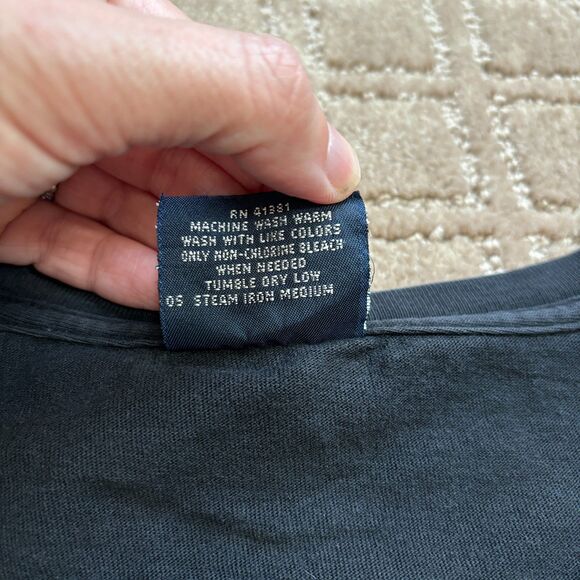 RN 41381
MACHINE WASH WARM
WASH WITH LIKE COLORS
ONLY NON-CHLORINE BLEACH
WHEN NEEDED
TUMBLE DRY LOW
OS STEAM IRON MEDIUM